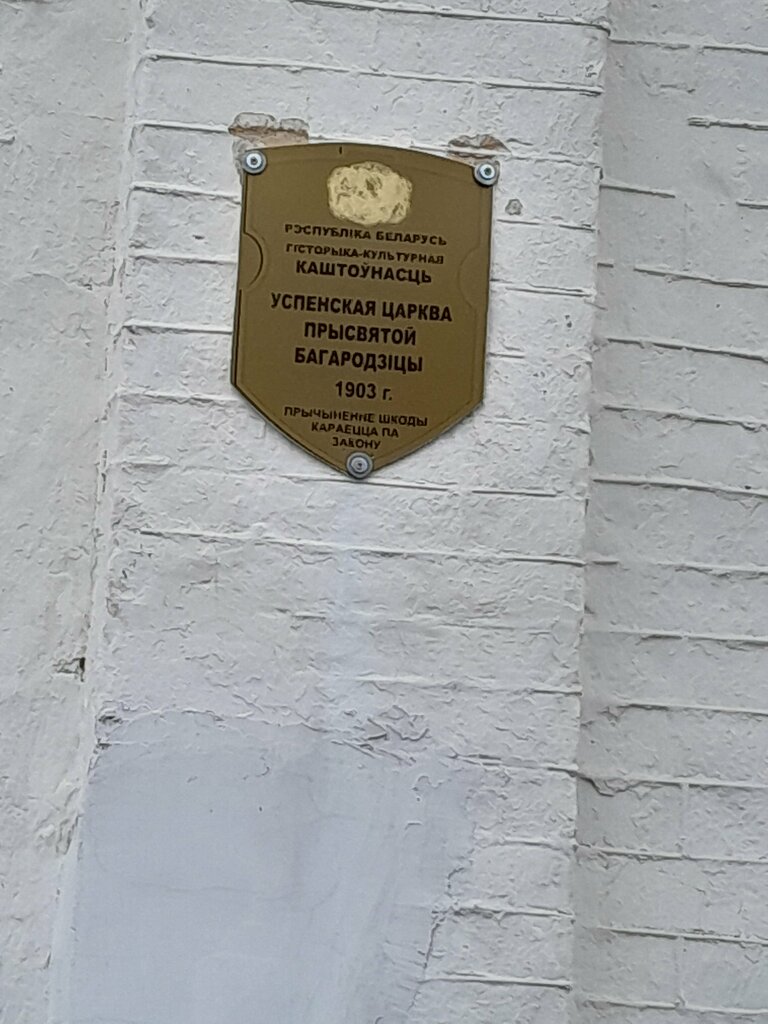 РЭСПУБЛІКА БЕЛАРУСЬ
ГІСТОРЫКА-КУЛЬТУРНАЯ
КАШТОЎНАСЦЬ
УСПЕНСКАЯ ЦАРКВА
ПРЫСВЯТОЙ
БАГАРОДЗІЦЫ
1903 г.
ПРЫЧЫНЕННЕ ШКОДЫ
КАРАЕЦЦА ПА
ЗАКОНУ